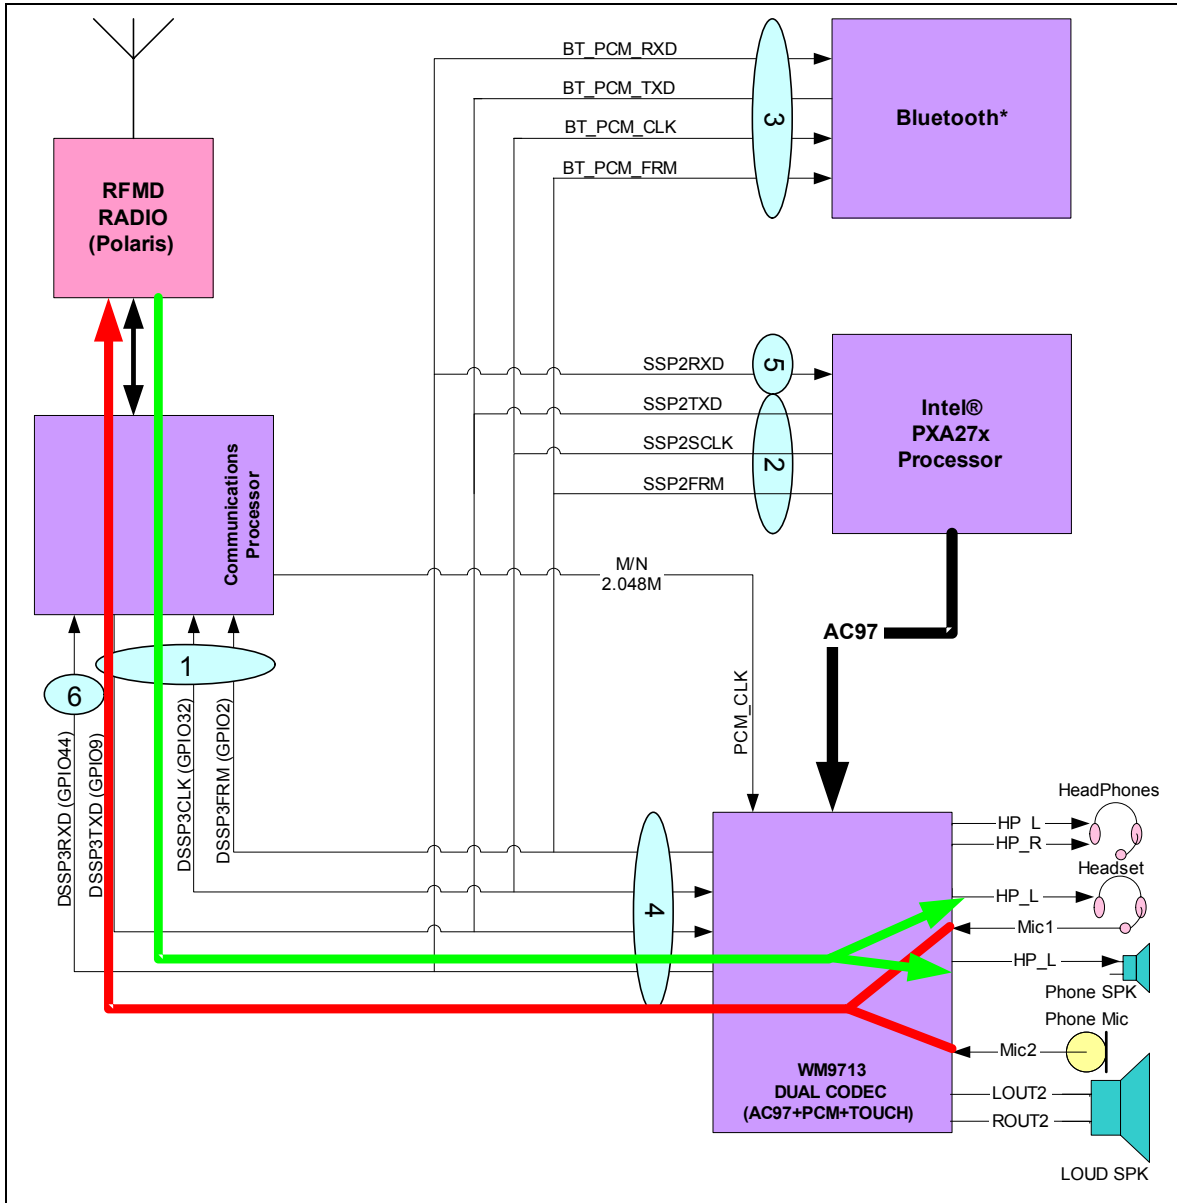 BT_PCM_RXD
BT_PCM_TXD
BT_PCM_CLK
BT_PCM_FRM
3
Bluetooth*
RFMD
RADIO
(Polaris)
SSP2RXD
SSP2TXD
SSP2SCLK
SSP2FRM
5
2
Intel®
PXA27x
Processor
Communications
Processor
M/N
2.048M
AC97
PCM_CLK
1
6
DSSP3RXD (GPIO44)
DSSP3TXD (GPIO9)
DSSP3CLK (GPIO32)
DSSP3FRM (GPIO2)
4
HeadPhones
HP_L
HP_R
Headset
HP_L
Mic1
HP_L
Phone SPK
Phone Mic
Mic2
WM9713
DUAL CODEC
(AC97+PCM+TOUCH)
LOUT2
ROUT2
LOUD SPK